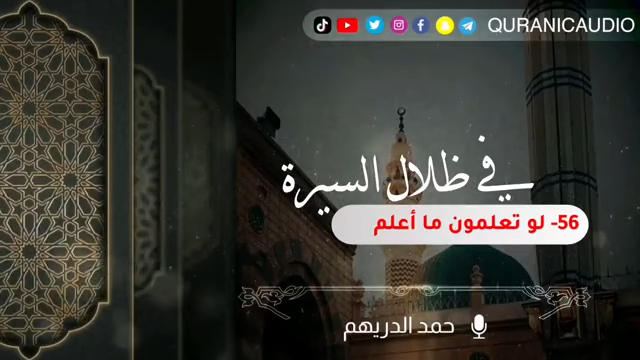 QURANICAUDIO
في ظلال السيرة
56- لو تعلمون ما أعلم
حمد الدريهم